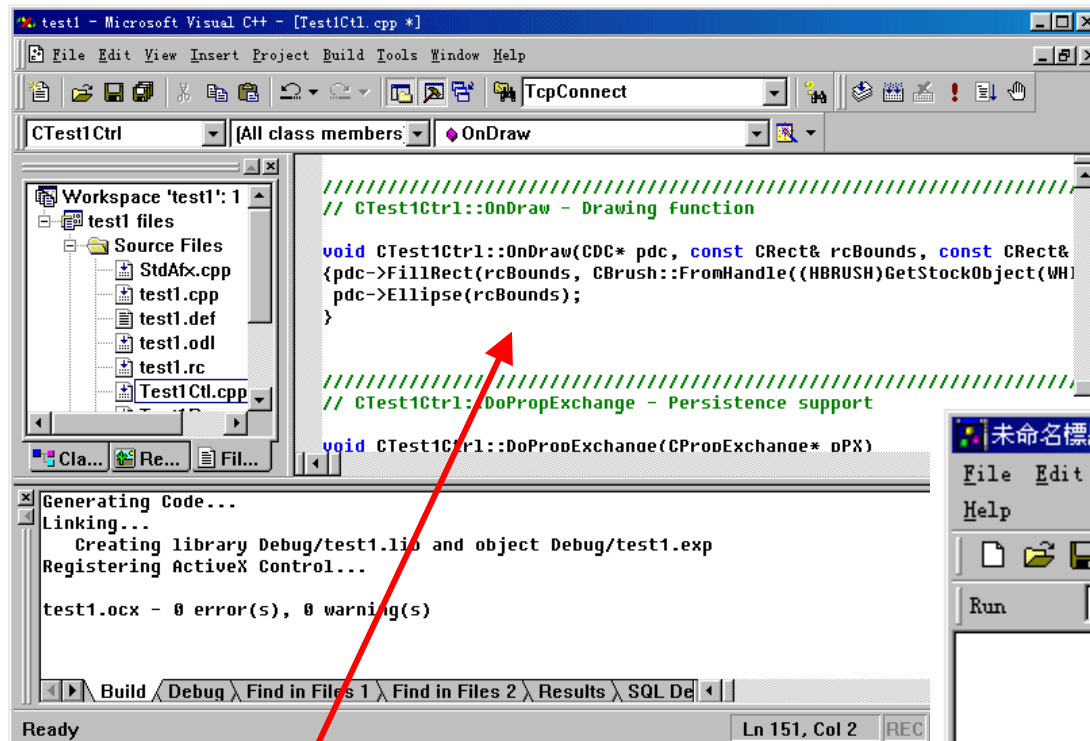 test1 - Microsoft Visual C++ - [Test1Ctl.cpp *]
File Edit View Insert Project Build Tools Window Help
TcpConnect
CTest1Ctrl
(All class members)
OnDraw
Workspace 'test1': 1
test1 files
Source Files
StdAfx.cpp
test1.cpp
test1.def
test1.odl
test1.rc
Test1Ctl.cpp
Cla... Re... Fil...
////////////////////////////////////////////////////////////////////////
// CTest1Ctrl::OnDraw - Drawing function
void CTest1Ctrl::OnDraw(CDC* pdc, const CRect& rcBounds, const CRect&
{pdc->FillRect(rcBounds, CBrush::FromHandle((HBRUSH)GetStockObject(WHI
pdc->Ellipse(rcBounds);
}
////////////////////////////////////////////////////////////////////////
// CTest1Ctrl::DoPropExchange - Persistence support
void CTest1Ctrl::DoPropExchange(CPropExchange* pPX)
Generating Code...
Linking...
Creating library Debug/test1.lib and object Debug/test1.exp
Registering ActiveX Control...
test1.ocx - 0 error(s), 0 warning(s)
Build Debug Find in Files 1 Find in Files 2 Results SQL De
Ready
Ln 151, Col 2 REC
未命名標
File Edit
Help
Run